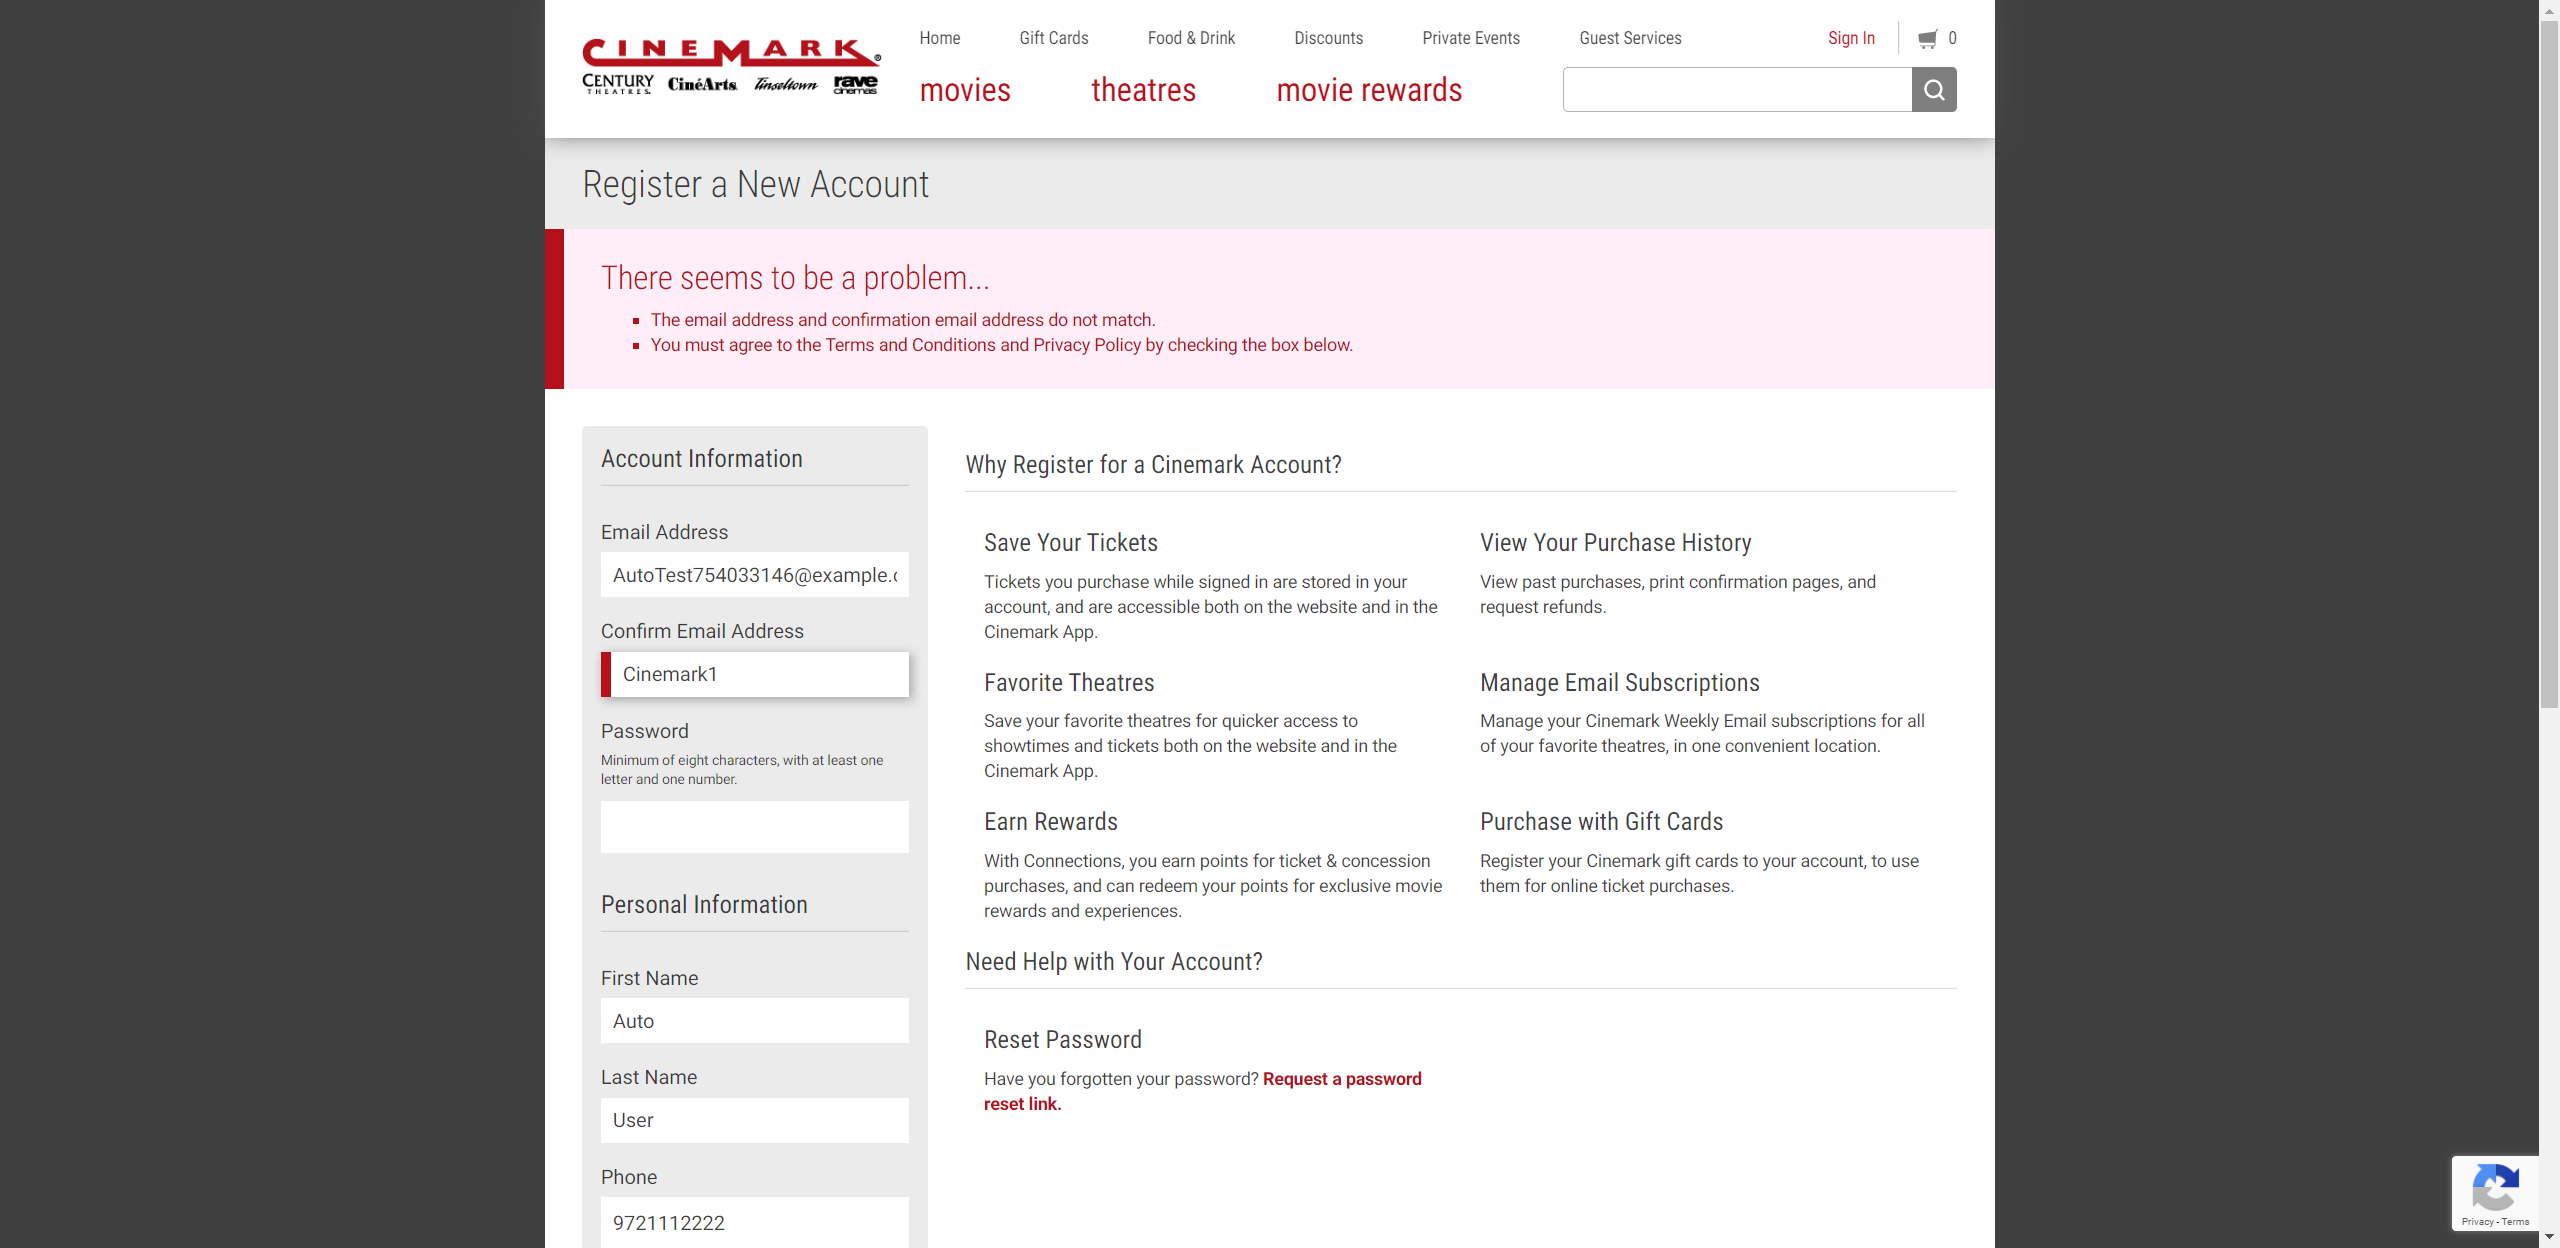 CINEMARK®
CENTURY THEATRES. CinéArts Tinseltown rave cinemas
Home Gift Cards Food & Drink Discounts Private Events Guest Services Sign In 0
movies theatres movie rewards
Register a New Account
There seems to be a problem...
The email address and confirmation email address do not match.
You must agree to the Terms and Conditions and Privacy Policy by checking the box below.
Account Information
Email Address
AutoTest754033146@example.c
Confirm Email Address
Cinemark1
Password
Minimum of eight characters, with at least one
letter and one number.
Personal Information
First Name
Auto
Last Name
User
Phone
9721112222
Why Register for a Cinemark Account?
Save Your Tickets
Tickets you purchase while signed in are stored in your
account, and are accessible both on the website and in the
Cinemark App.
View Your Purchase History
View past purchases, print confirmation pages, and
request refunds.
Favorite Theatres
Save your favorite theatres for quicker access to
showtimes and tickets both on the website and in the
Cinemark App.
Manage Email Subscriptions
Manage your Cinemark Weekly Email subscriptions for all
of your favorite theatres, in one convenient location.
Earn Rewards
With Connections, you earn points for ticket & concession
purchases, and can redeem your points for exclusive movie
rewards and experiences.
Purchase with Gift Cards
Register your Cinemark gift cards to your account, to use
them for online ticket purchases.
Need Help with Your Account?
Reset Password
Have you forgotten your password? Request a password
reset link.
Privacy - Terms